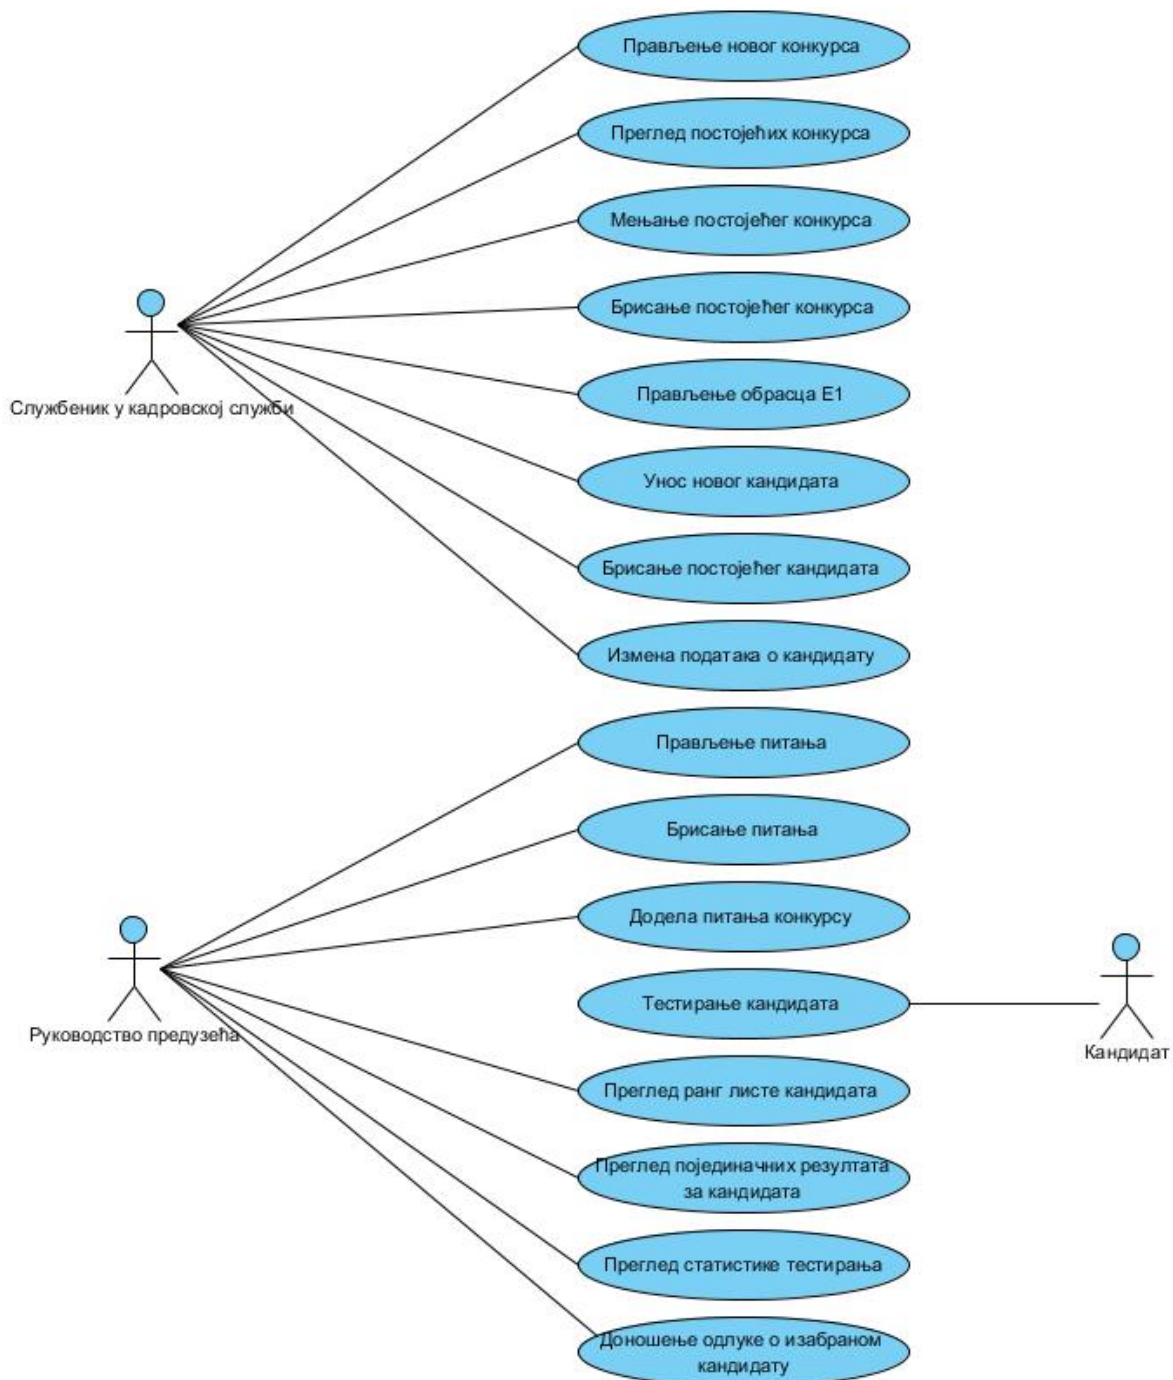 Прављење новог конкурса
Преглед постојећих конкурса
Мењање постојећег конкурса
Брисање постојећег конкурса
Прављење обрасца Е1
Службеник у кадровској служби
Унос новог кандидата
Брисање постојећег кандидата
Измена података о кандидату
Прављење питања
Брисање питања
Додела питања конкурсу
Тестирање кандидата
Руководство предузећа
Кандидат
Преглед ранг листе кандидата
Преглед појединачних резултата
за кандидата
Преглед статистике тестирања
Доношење одлуке о изабраном
кандидату